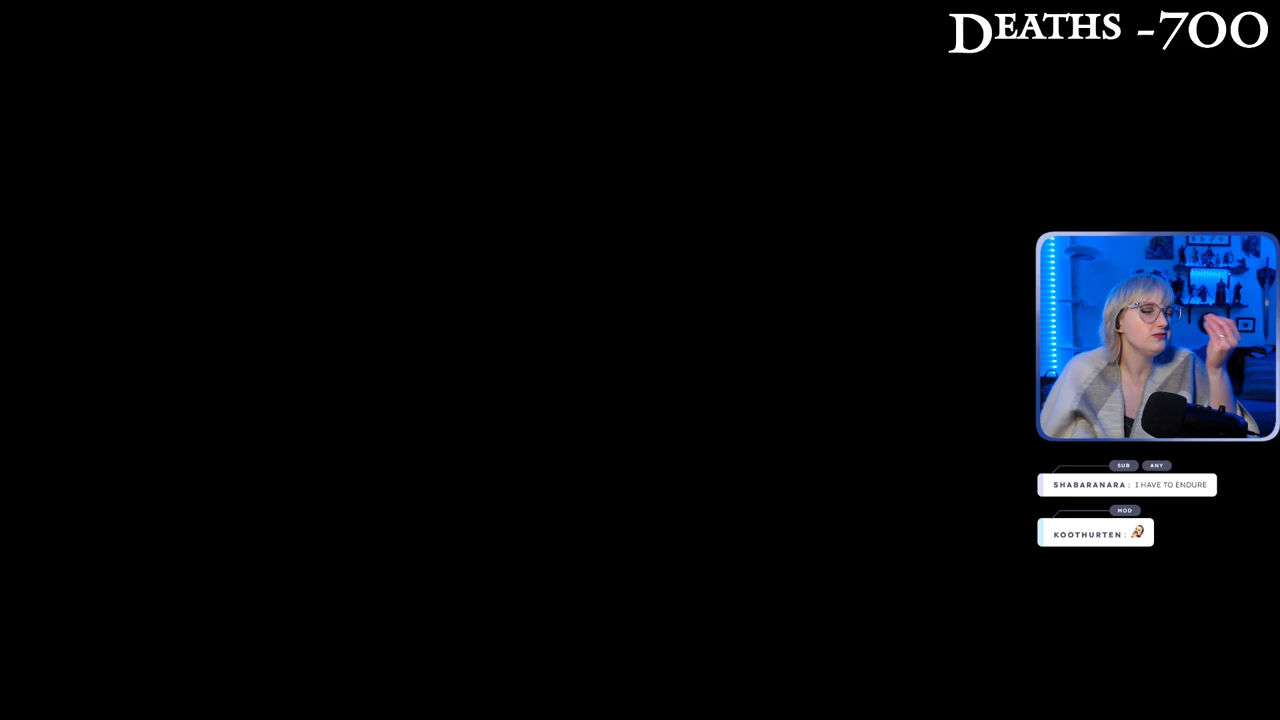 DEATHS -700
SUB ANY
SHABARANARA: I HAVE TO ENDURE
MOD
KOOTHURTEN: